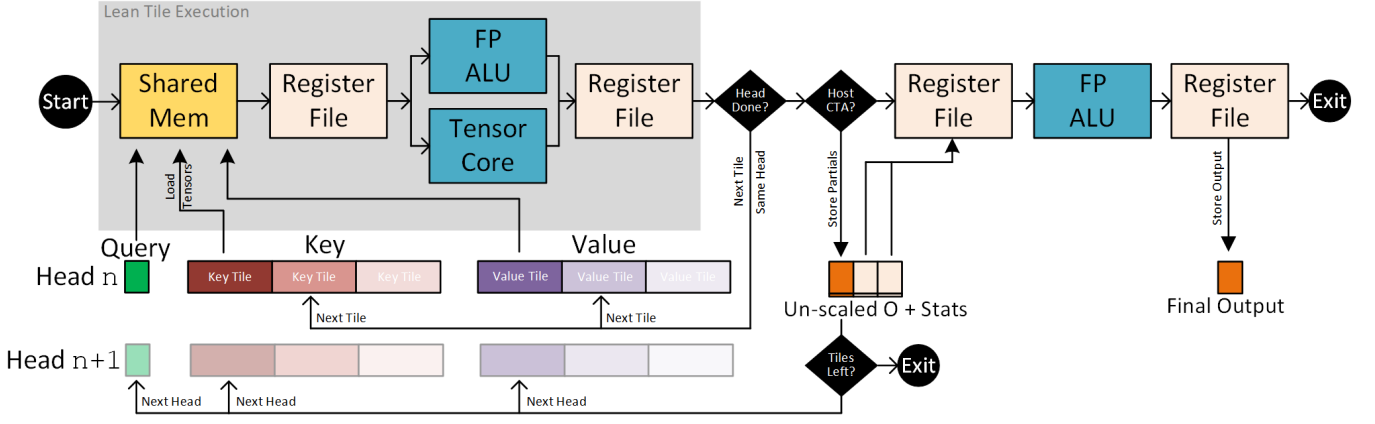 Lean Tile Execution
Start
Shared
Mem
Register
File
FP
ALU
Tensor
Core
Register
File
Head
Done?
Host
CTA?
Register
File
FP
ALU
Register
File
Exit
Load
Tensors
Next Tile
Same Head
Store Partials
Store Output
Query
Key
Value
Head n
Key Tile
Key Tile
Key Tile
Value Tile
Value Tile
Value Tile
Un-scaled O + Stats
Final Output
Next Tile
Next Tile
Head n+1
Tiles
Left?
Exit
Next Head
Next Head
Next Head